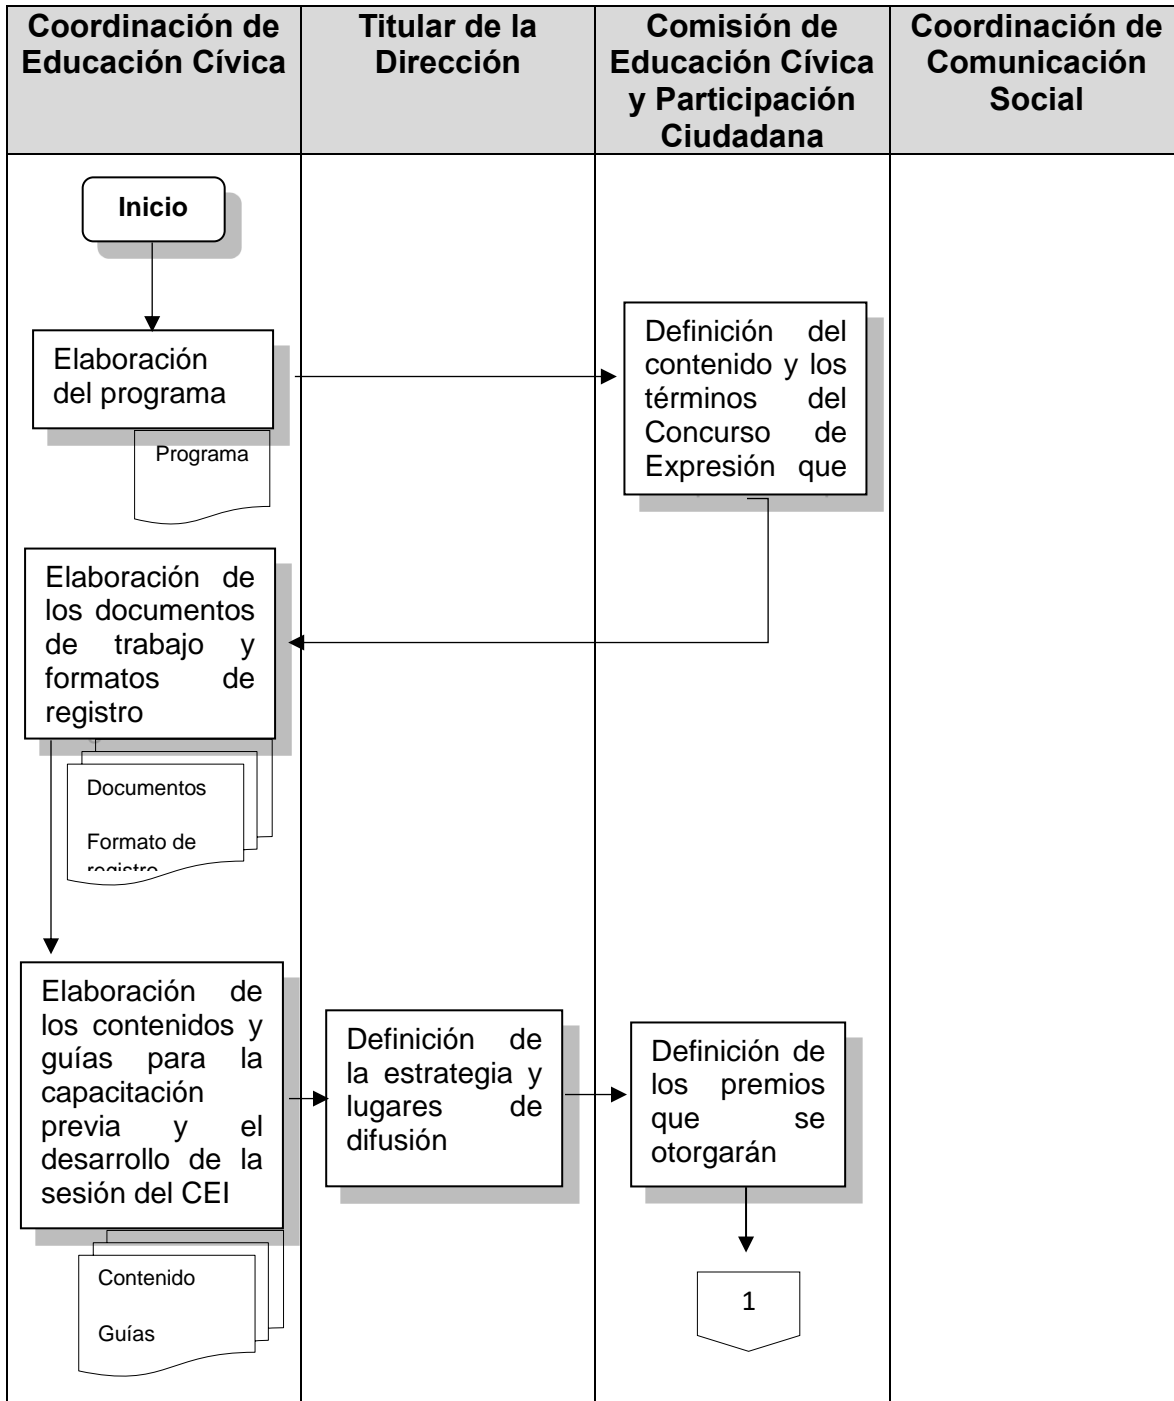 Coordinación de
Educación Cívica
Titular de la
Dirección
Comisión de
Educación Cívica
y Participación
Ciudadana
Coordinación de
Comunicación
Social
Inicio
Elaboración
del programa
Programa
Definición del
contenido y los
términos del
Concurso de
Expresión que
Elaboración de
los documentos
de trabajo y
formatos de
registro
Documentos
Formato de
registro
Elaboración de
los contenidos y
guías para la
capacitación
previa y el
desarrollo de la
sesión del CEI
Contenido
Guías
Definición de
la estrategia y
lugares de
difusión
Definición de
los premios
que se
otorgarán
1